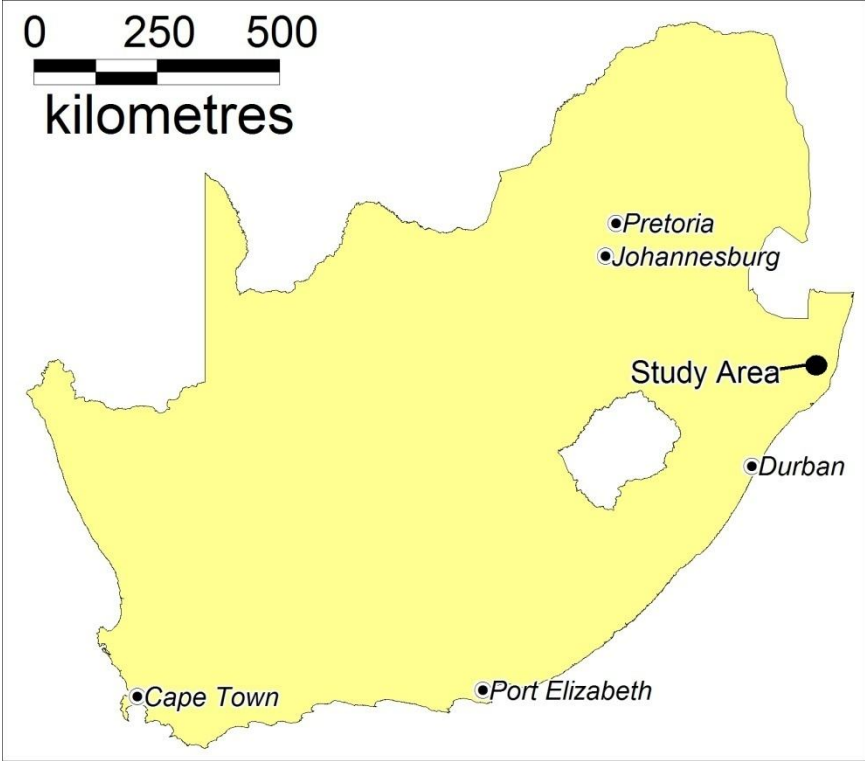 0 250 500
kilometres
Pretoria
Johannesburg
Study Area
Durban
Port Elizabeth
Cape Town